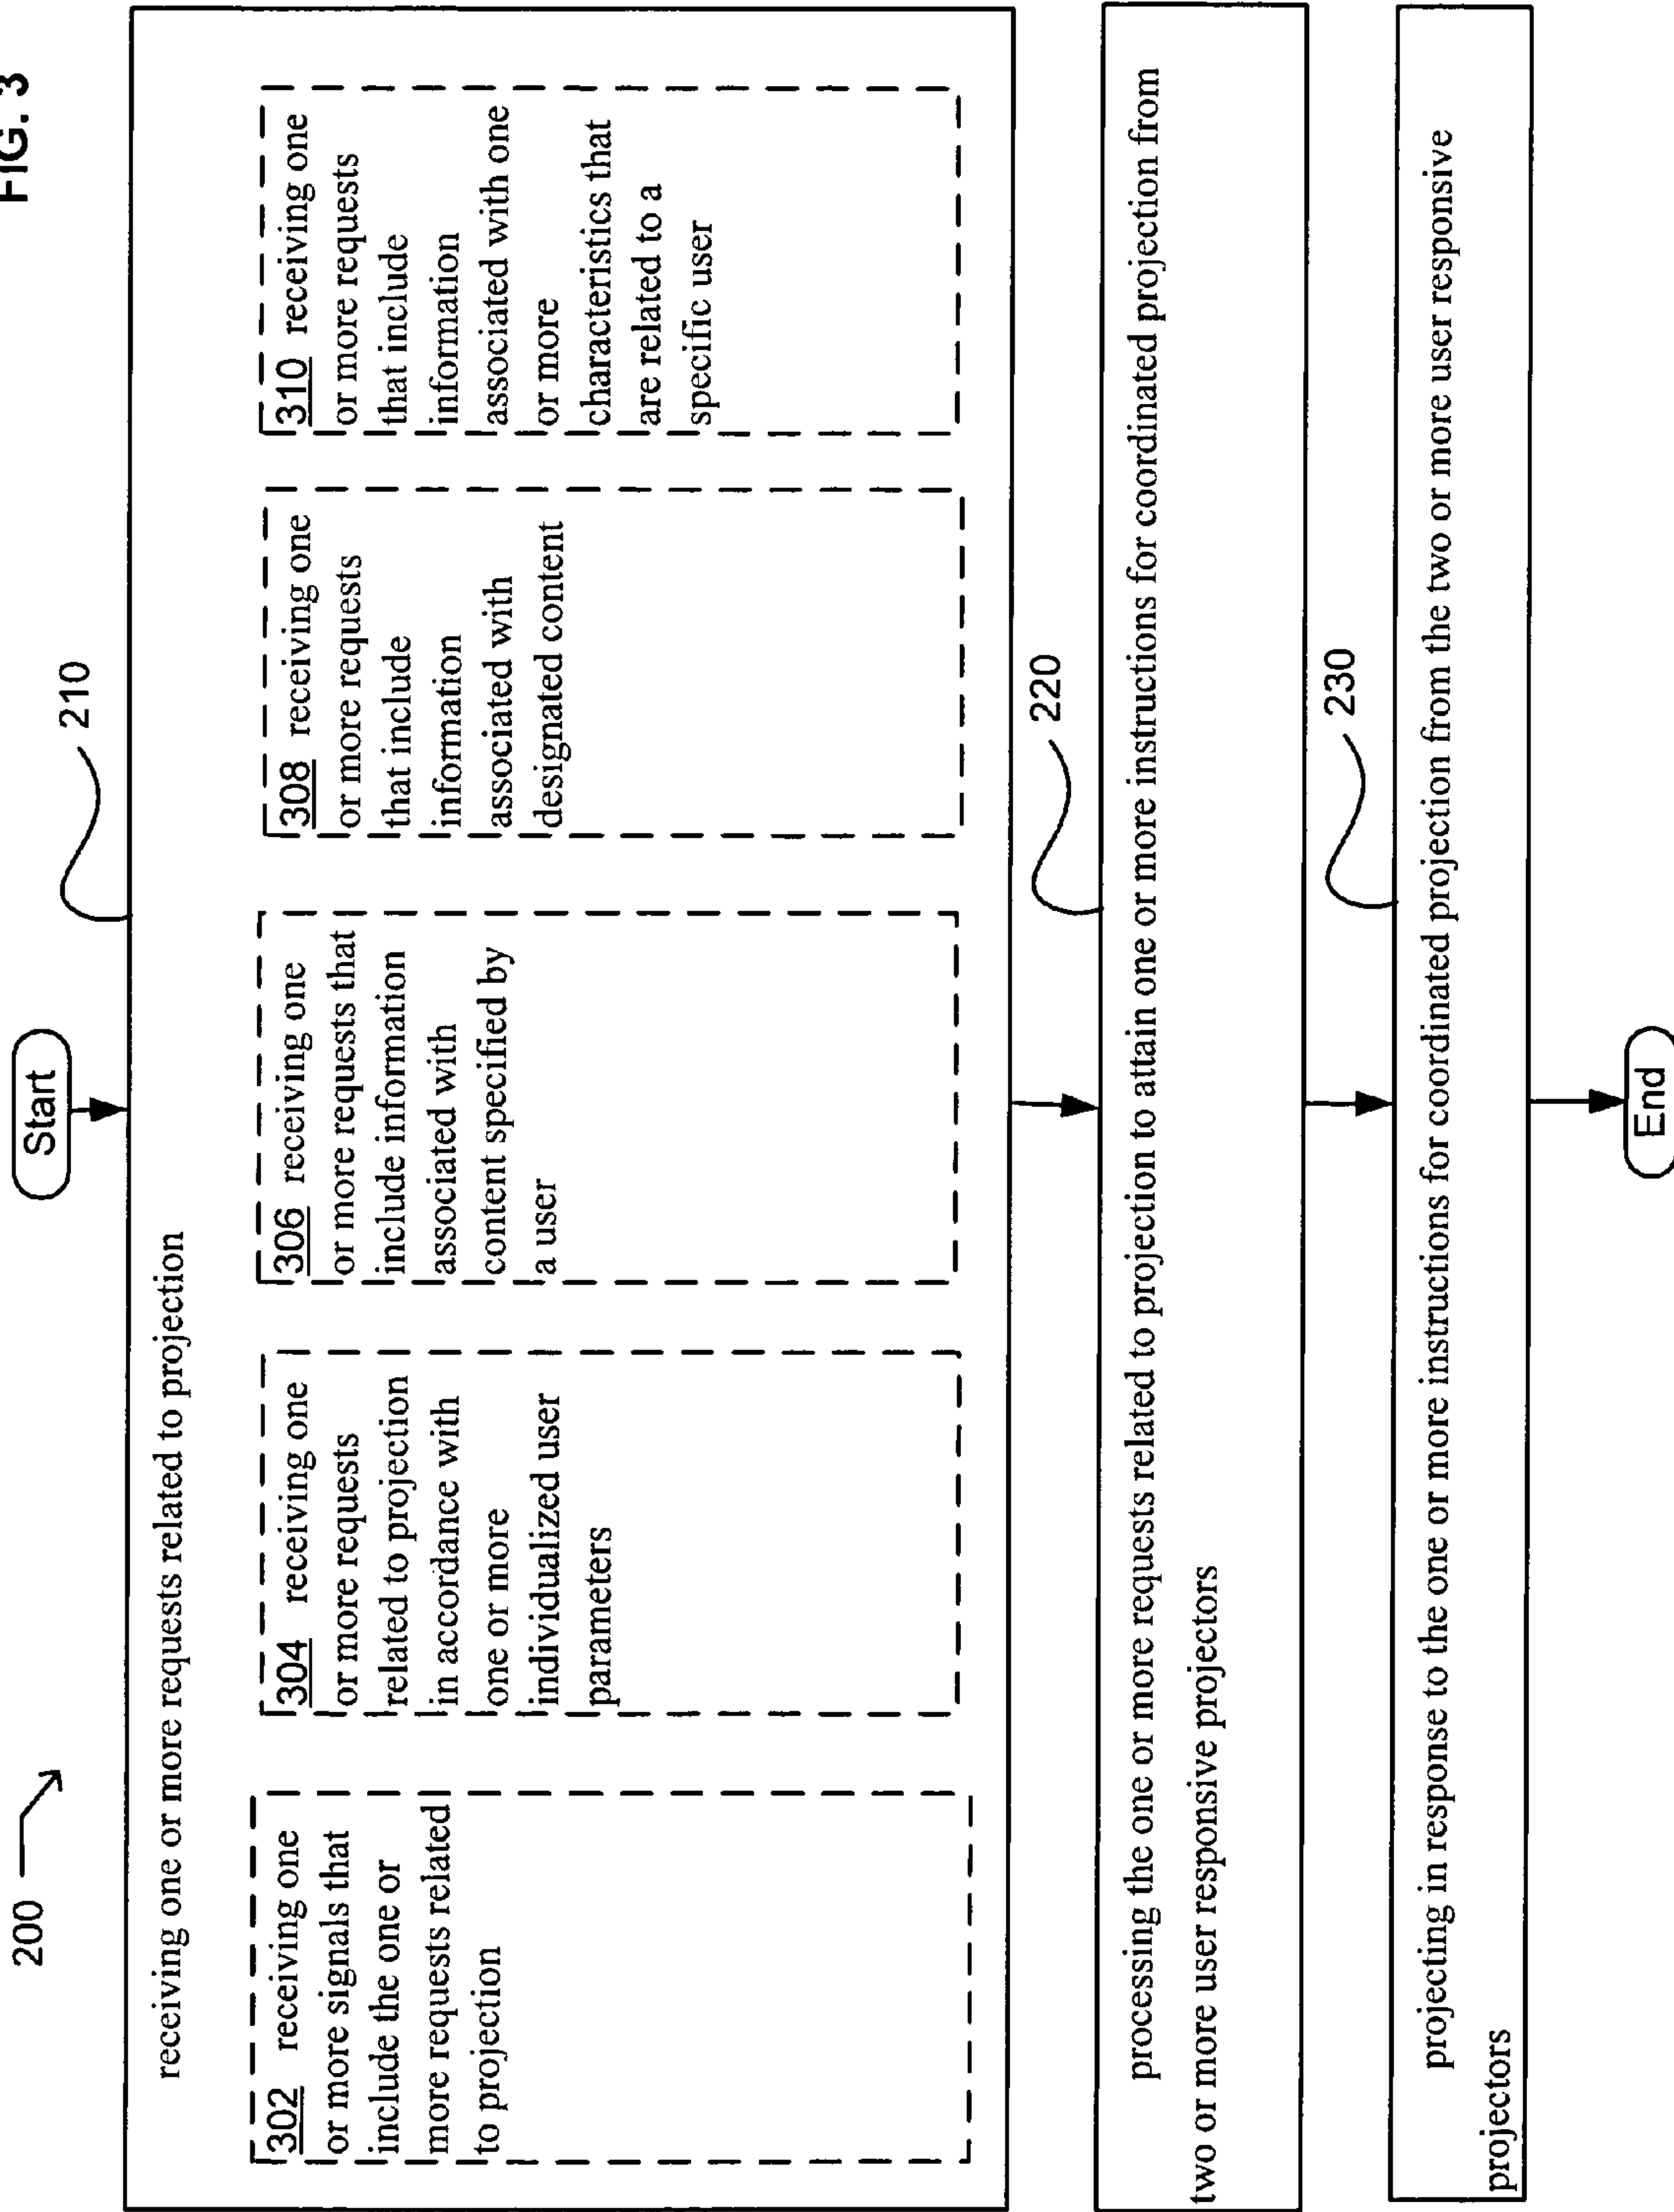 FIG. 3
200
Start
210
receiving one or more requests related to projection
302 receiving one
or more signals that
include the one or
more requests related
to projection
304 receiving one
or more requests
related to projection
in accordance with
one or more
individualized user
parameters
306 receiving one
or more requests that
include information
associated with
content specified by
a user
308 receiving one
or more requests
that include
information
associated with
designated content
310 receiving one
or more requests
that include
information
associated with one
or more
characteristics that
are related to a
specific user
220
processing the one or more requests related to projection to attain one or more instructions for coordinated projection from
two or more user responsive projectors
230
projecting in response to the one or more instructions for coordinated projection from the two or more user responsive
projectors
End